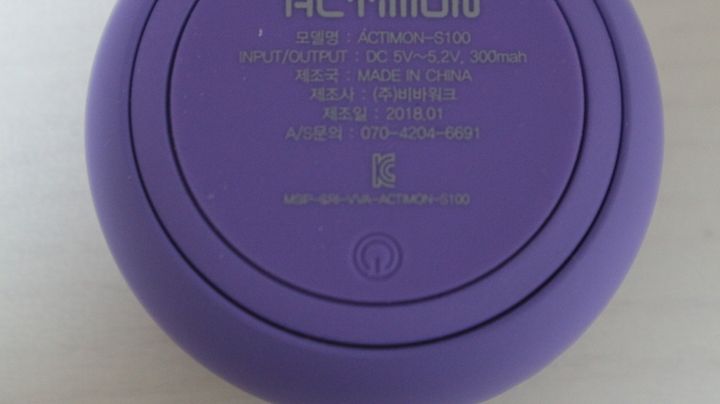 ACTIMON
모델명 : ACTIMON-S100
INPUT/OUTPUT : DC 5V~5.2V, 300mah
제조국 : MADE IN CHINA
제조사 : (주)비바워크
제조일 : 2018.01
A/S문의 : 070-4204-6691
MSIP-CRI-VVA-ACTIMON-S100